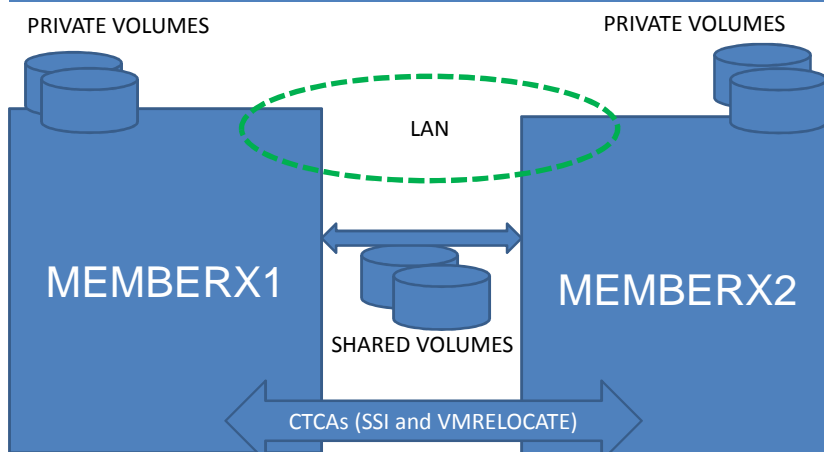 PRIVATE VOLUMES
PRIVATE VOLUMES
LAN
MEMBERX1
MEMBERX2
SHARED VOLUMES
CTCAs (SSI and VMRELOCATE)